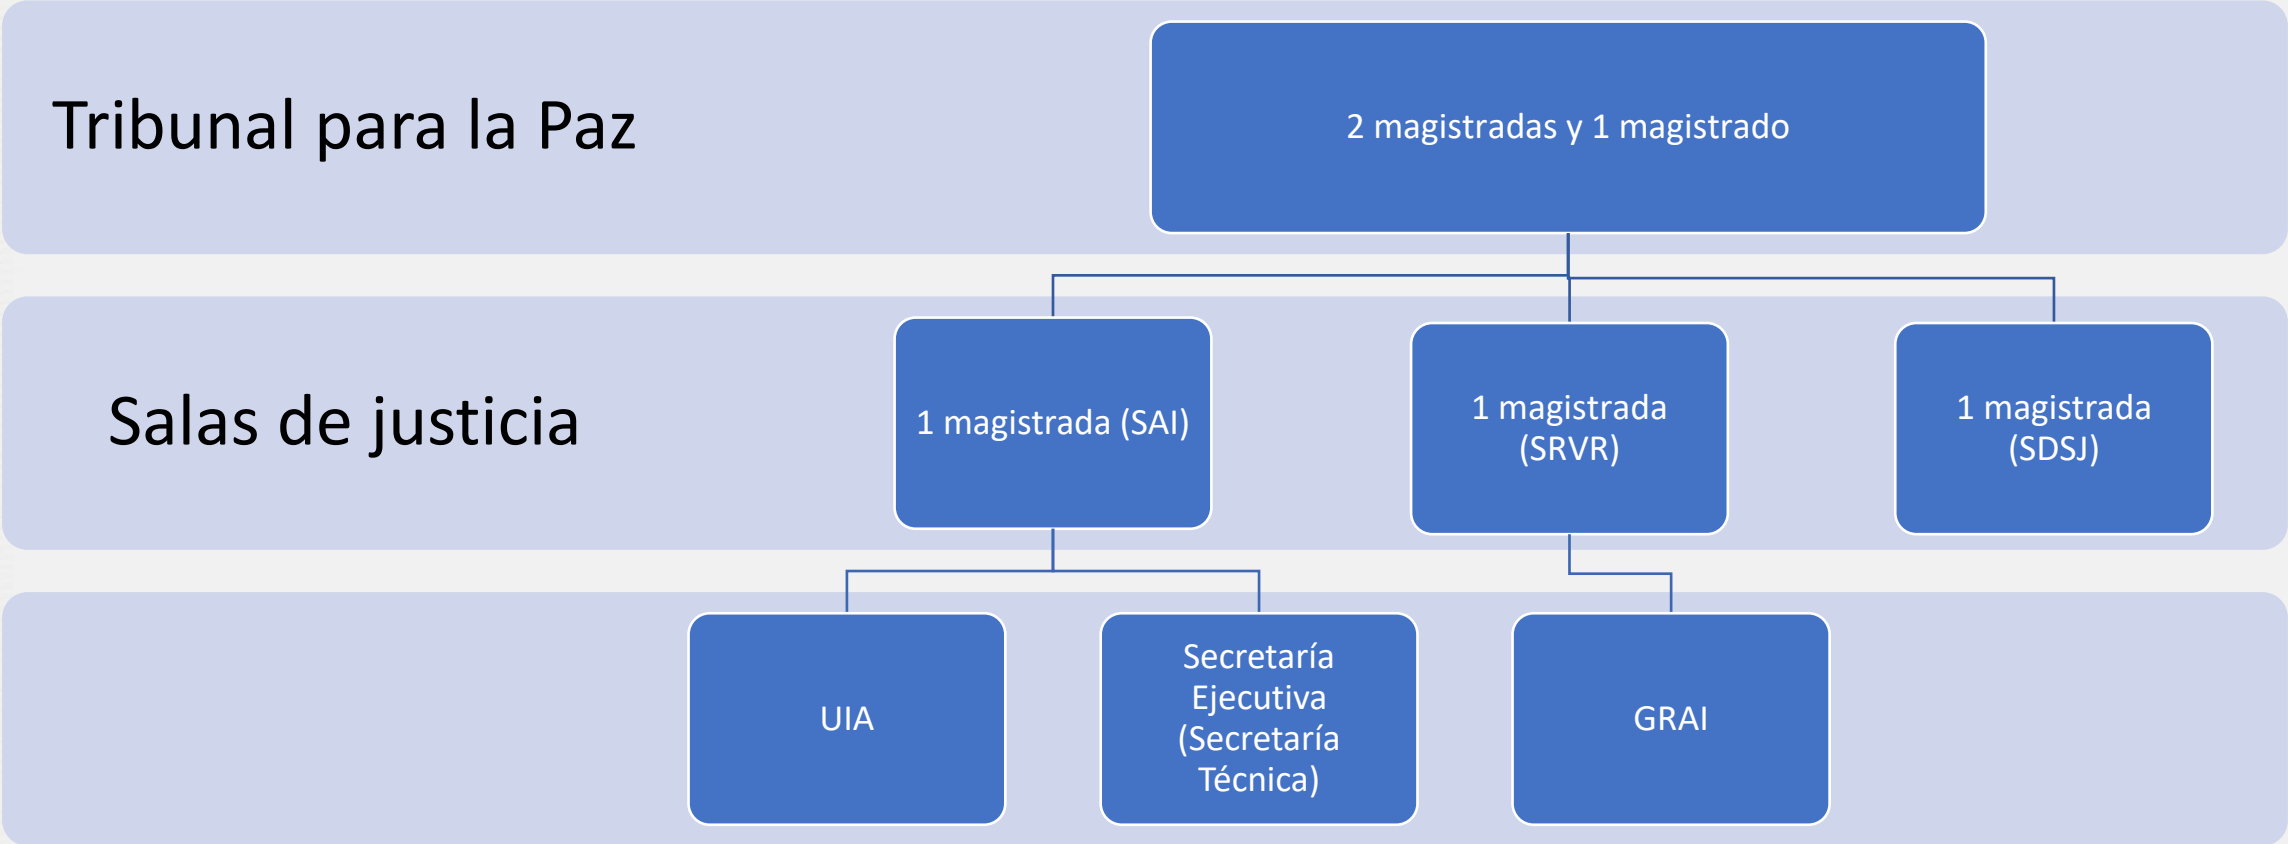 Tribunal para la Paz
2 magistradas y 1 magistrado
Salas de justicia
1 magistrada (SAI)
1 magistrada
(SRVR)
1 magistrada
(SDSJ)
UIA
Secretaría
Ejecutiva
(Secretaría
Técnica)
GRAI